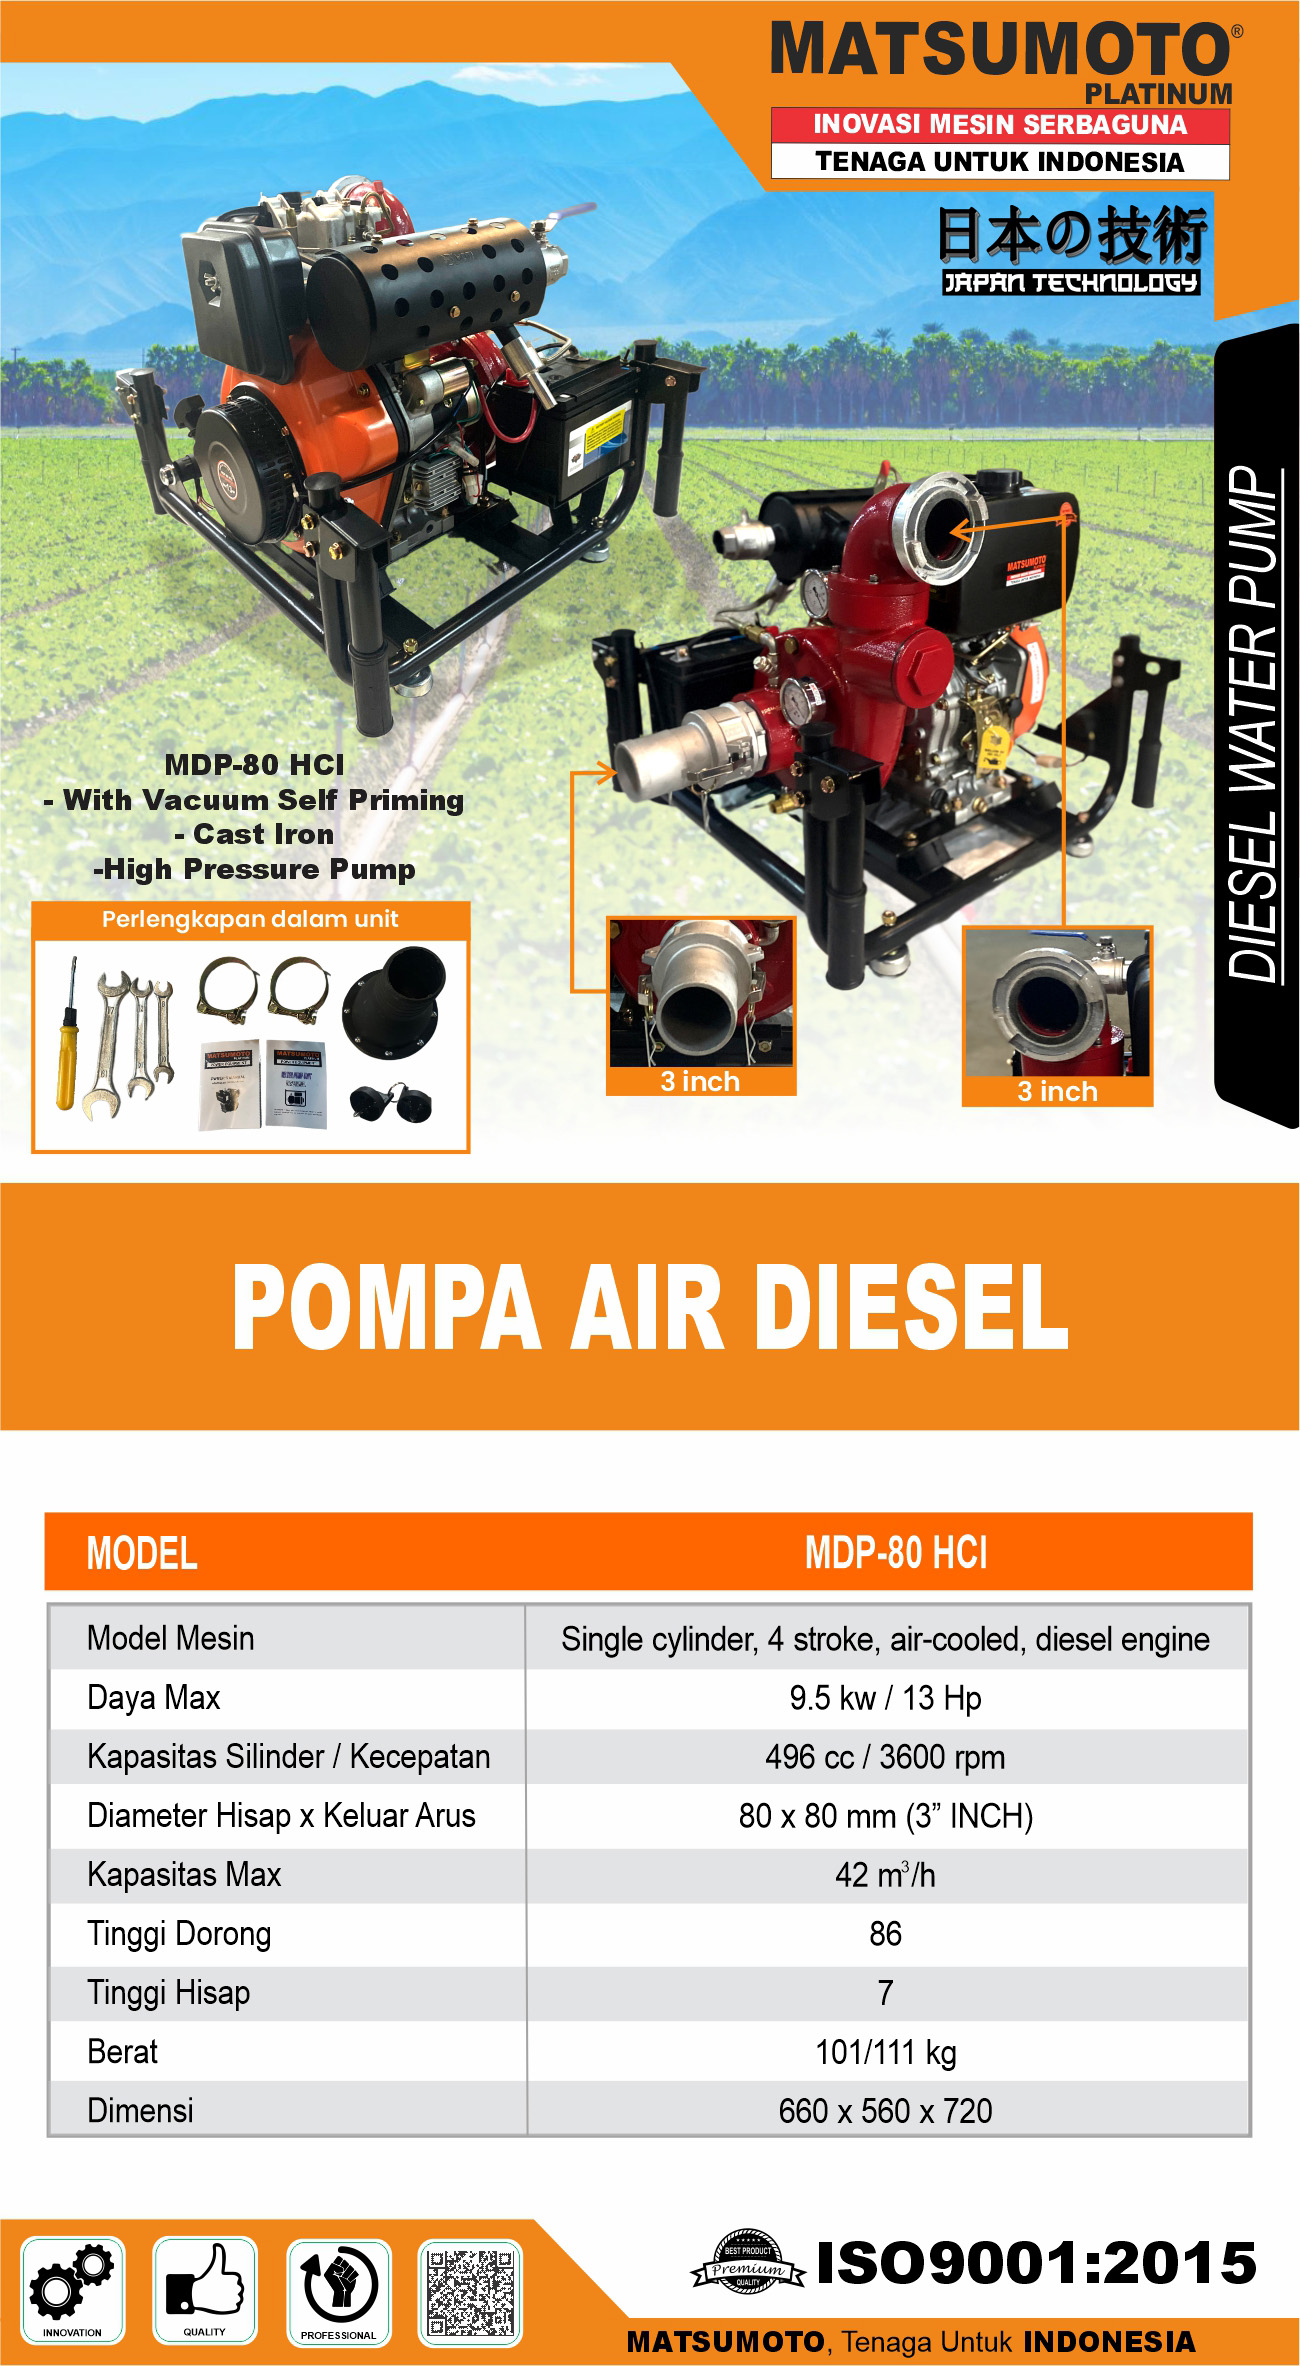 MATSUMOTO®
PLATINUM
INOVASI MESIN SERBAGUNA
TENAGA UNTUK INDONESIA
日本の技術
JAPAN TECHNOLOGY
DIESEL WATER PUMP
MATSUMOTO
MDP-80 HCI
- With Vacuum Self Priming
- Cast Iron
-High Pressure Pump
Perlengkapan dalam unit
MATSUMOTO
MATSUMOTO
3 inch
3 inch
POMPA AIR DIESEL
MODEL MDP-80 HCI
Model Mesin Single cylinder, 4 stroke, air-cooled, diesel engine
Daya Max 9.5 kw / 13 Hp
Kapasitas Silinder / Kecepatan 496 cc / 3600 rpm
Diameter Hisap x Keluar Arus 80 x 80 mm (3” INCH)
Kapasitas Max 42 m³/h
Tinggi Dorong 86
Tinggi Hisap 7
Berat 101/111 kg
Dimensi 660 x 560 x 720
INNOVATION
QUALITY
PROFESSIONAL
BEST PRODUCT
Premium
QUALITY
ISO9001:2015
MATSUMOTO, Tenaga Untuk INDONESIA